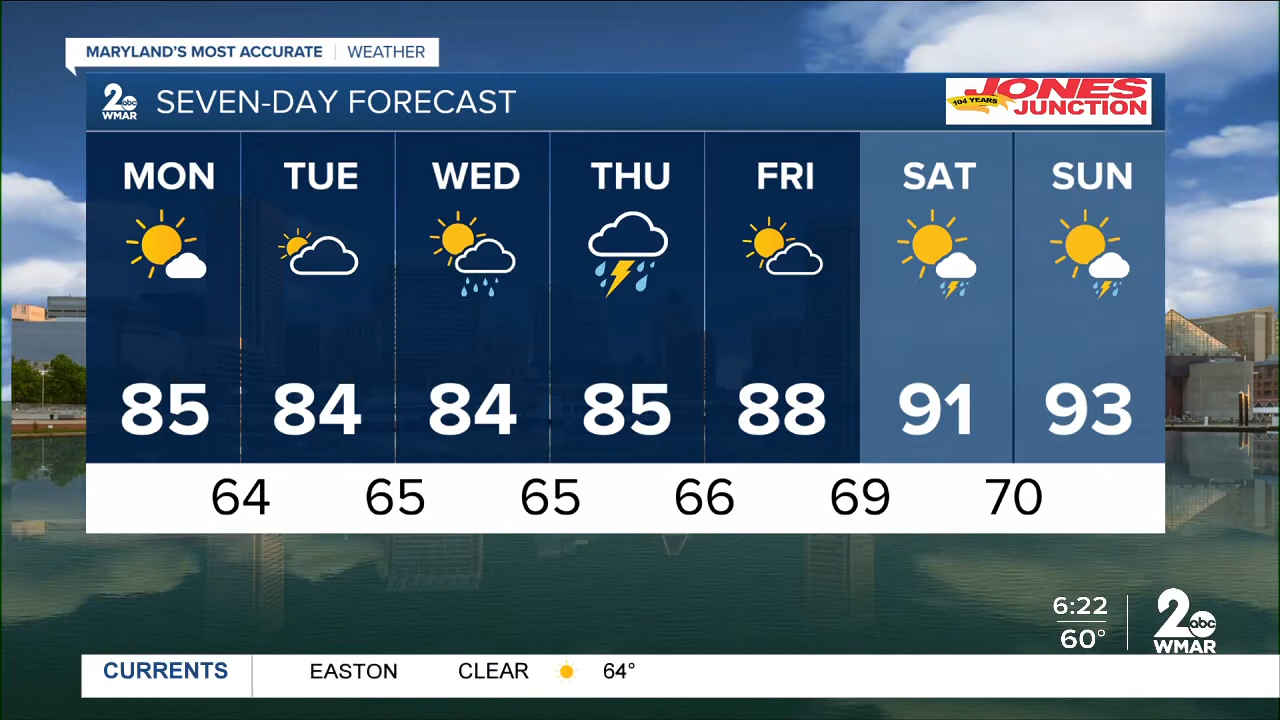 MARYLAND'S MOST ACCURATE | WEATHER
2 abc WMAR SEVEN-DAY FORECAST
104 YEARS JONES JUNCTION
MON TUE WED THU FRI SAT SUN
85 84 84 85 88 91 93
64 65 65 66 69 70
6:22
60°
2 abc
WMAR
CURRENTS EASTON CLEAR 64°